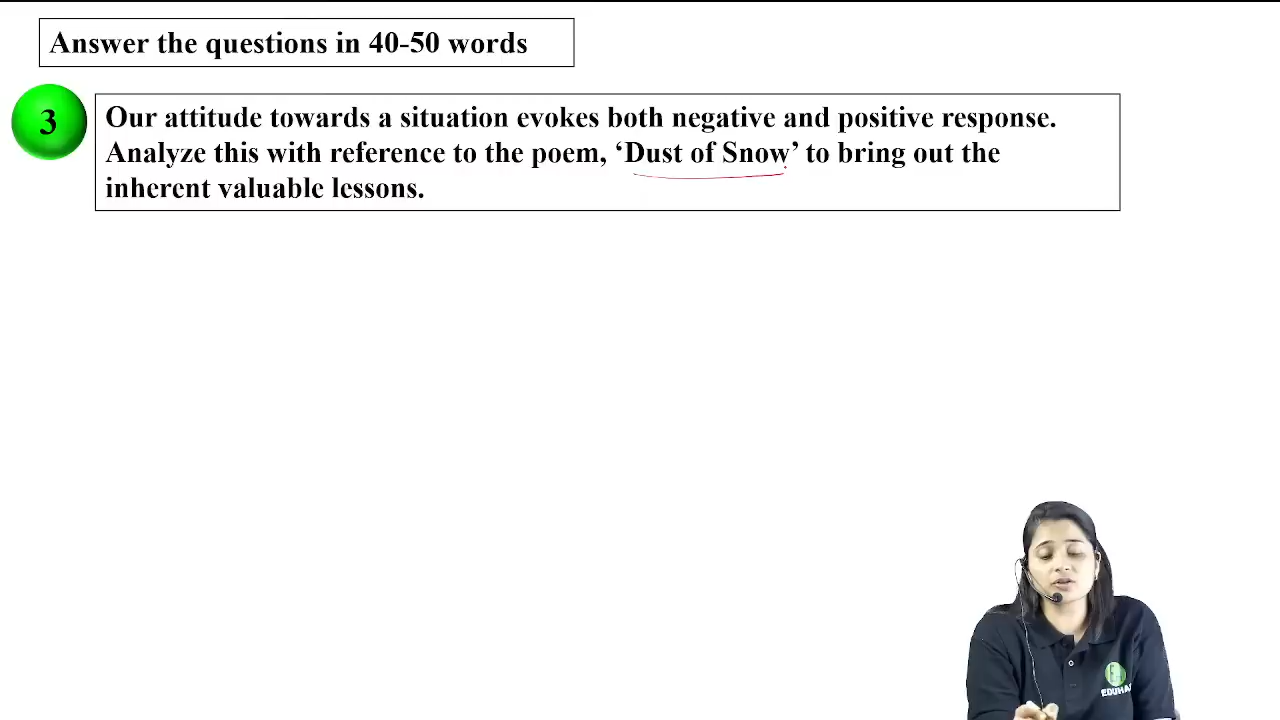 Answer the questions in 40-50 words
3
Our attitude towards a situation evokes both negative and positive response.
Analyze this with reference to the poem, ‘Dust of Snow’ to bring out the
inherent valuable lessons.